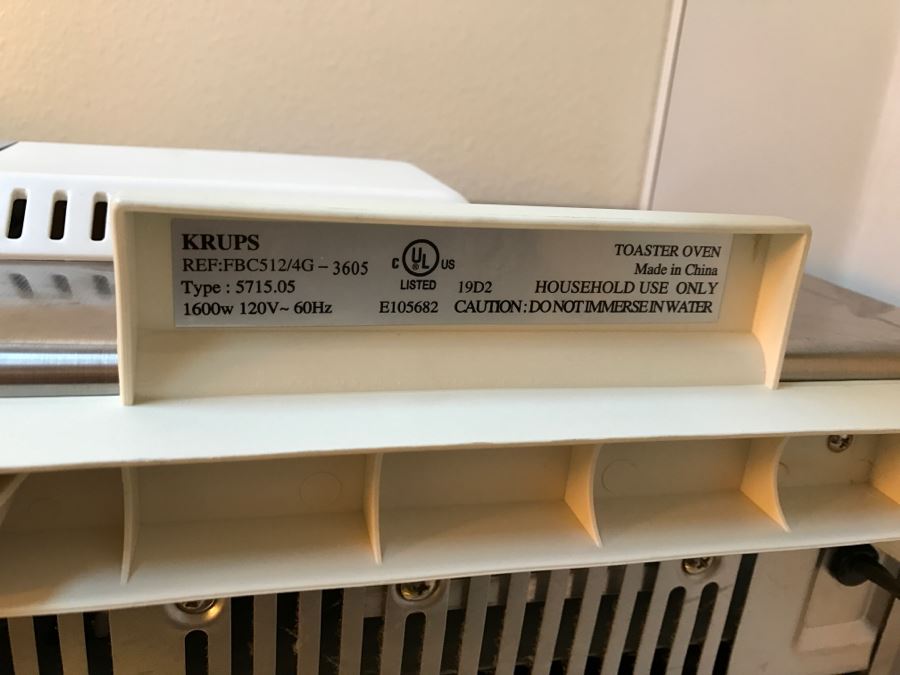 KRUPS
REF:FBC512/4G – 3605
Type : 5715.05
1600w 120V~ 60Hz
C UL US
LISTED 19D2
E105682
TOASTER OVEN
Made in China
HOUSEHOLD USE ONLY
CAUTION : DO NOT IMMERSE IN WATER